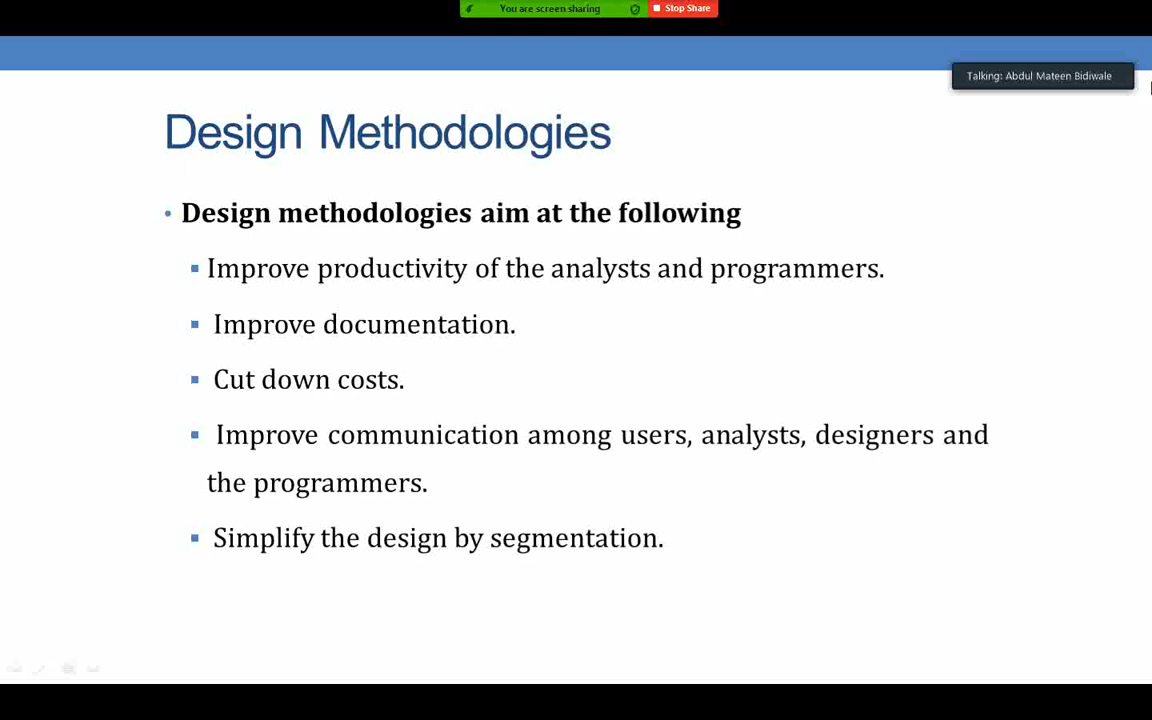 You are screen sharing
Stop Share
Talking: Abdul Mateen Bidiwale
Design Methodologies
• Design methodologies aim at the following
▪ Improve productivity of the analysts and programmers.
▪ Improve documentation.
▪ Cut down costs.
▪ Improve communication among users, analysts, designers and
the programmers.
▪ Simplify the design by segmentation.